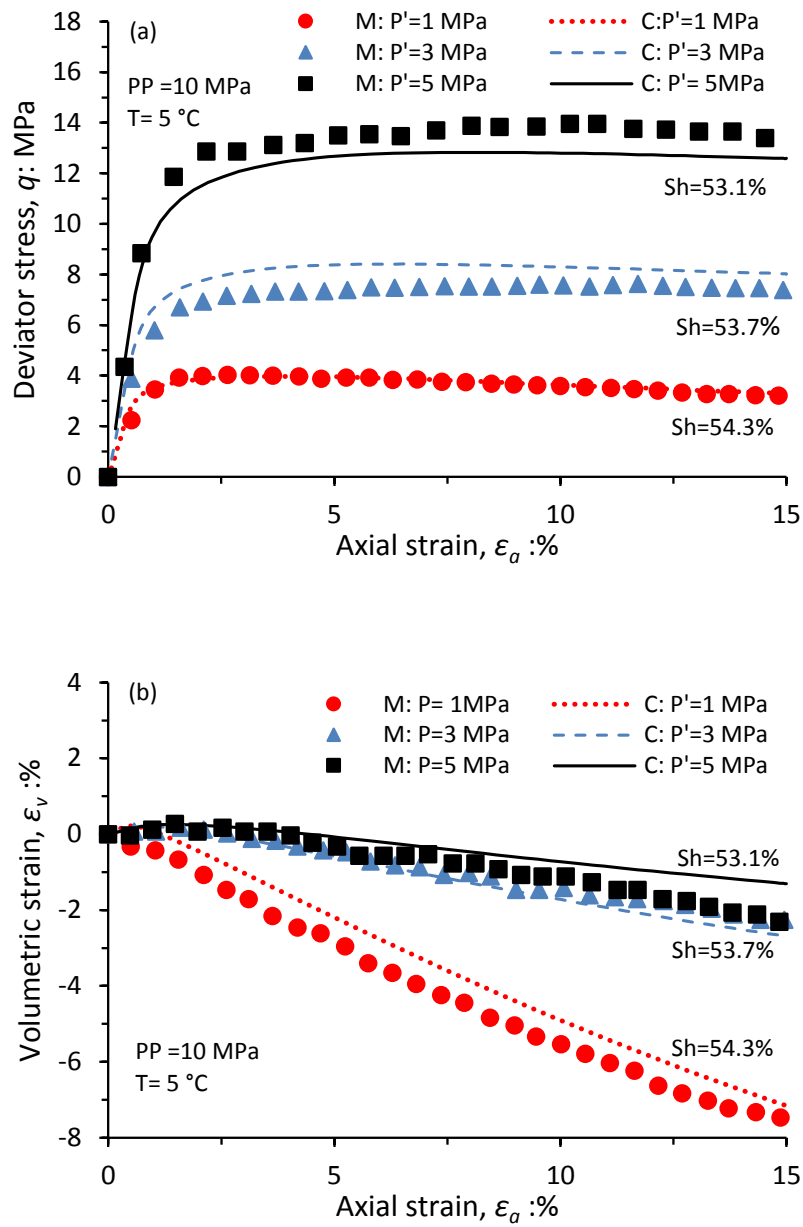 (a)
M: P'=1 MPa
C:P'=1 MPa
M: P'=3 MPa
C: P'=3 MPa
M: P'=5 MPa
C: P'= 5MPa
PP =10 MPa
T= 5 °C
18
16
14
12
10
8
6
4
2
0
Deviator stress, q: MPa
Sh=53.1%
Sh=53.7%
Sh=54.3%
0
5
10
15
Axial strain, εa :%
(b)
M: P= 1MPa
C: P'=1 MPa
M: P=3 MPa
C: P'=3 MPa
M: P=5 MPa
C: P'=5 MPa
4
2
0
-2
-4
-6
-8
Volumetric strain, εv :%
Sh=53.1%
Sh=53.7%
Sh=54.3%
PP =10 MPa
T= 5 °C
0
5
10
15
Axial strain, εa :%